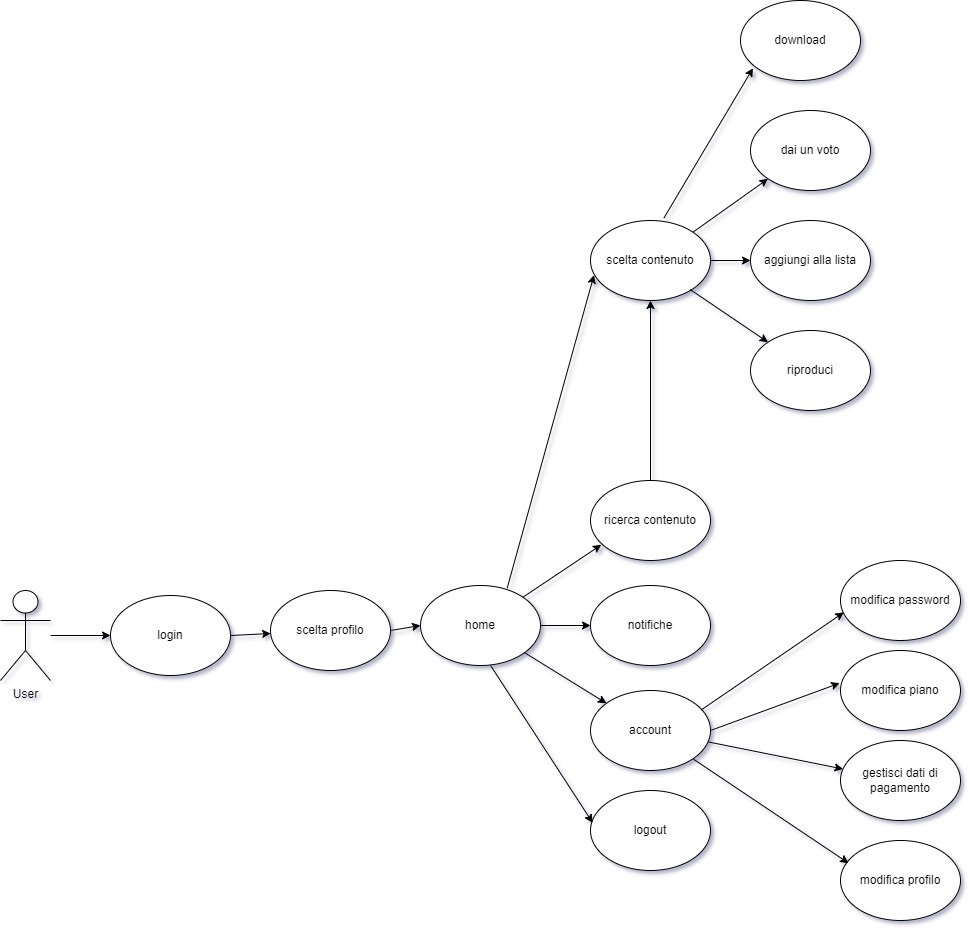 download
dai un voto
scelta contenuto
aggiungi alla lista
riproduci
ricerca contenuto
User
login
scelta profilo
home
notifiche
account
logout
modifica password
modifica piano
gestisci dati di
pagamento
modifica profilo